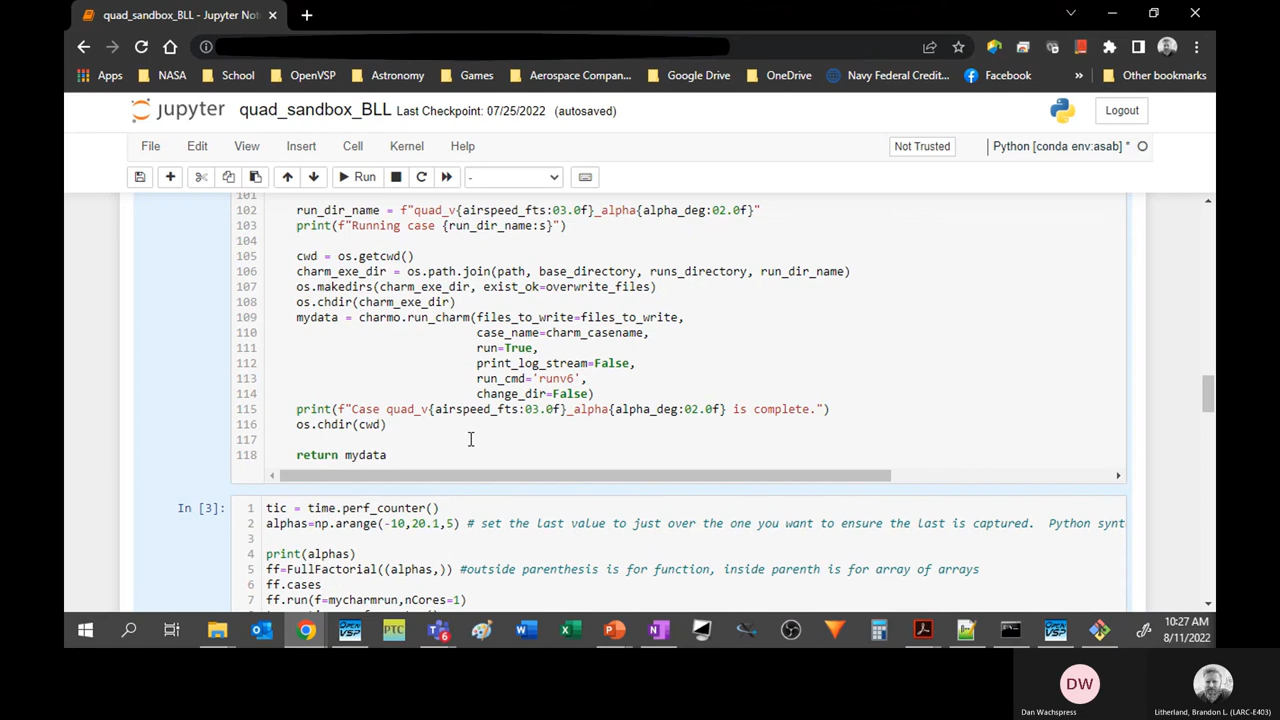 quad_sandbox_BLL - Jupyter Not
Apps NASA School OpenVSP Astronomy Games Aerospace Compan... Google Drive OneDrive Navy Federal Credit... Facebook » Other bookmarks
jupyter quad_sandbox_BLL Last Checkpoint: 07/25/2022 (autosaved) Logout
File Edit View Insert Cell Kernel Help Not Trusted Python [conda env:asab] *
Run -
101
102 run_dir_name = f"quad_v{airspeed_fts:03.0f}_alpha{alpha_deg:02.0f}"
103 print(f"Running case {run_dir_name:s}")
104
105 cwd = os.getcwd()
106 charm_exe_dir = os.path.join(path, base_directory, runs_directory, run_dir_name)
107 os.makedirs(charm_exe_dir, exist_ok=overwrite_files)
108 os.chdir(charm_exe_dir)
109 mydata = charmo.run_charm(files_to_write=files_to_write,
110 case_name=charm_casename,
111 run=True,
112 print_log_stream=False,
113 run_cmd='runv6',
114 change_dir=False)
115 print(f"Case quad_v{airspeed_fts:03.0f}_alpha{alpha_deg:02.0f} is complete.")
116 os.chdir(cwd)
117
118 return mydata
In [3]: 1 tic = time.perf_counter()
2 alphas=np.arange(-10,20.1,5) # set the last value to just over the one you want to ensure the last is captured. Python synt
3
4 print(alphas)
5 ff=FullFactorial((alphas,)) #outside parenthesis is for function, inside parenth is for array of arrays
6 ff.cases
7 ff.run(f=mycharmrun,nCores=1)
PTC
10:27 AM
8/11/2022
DW
Dan Wachspress
Litherland, Brandon L. (LARC-E403)